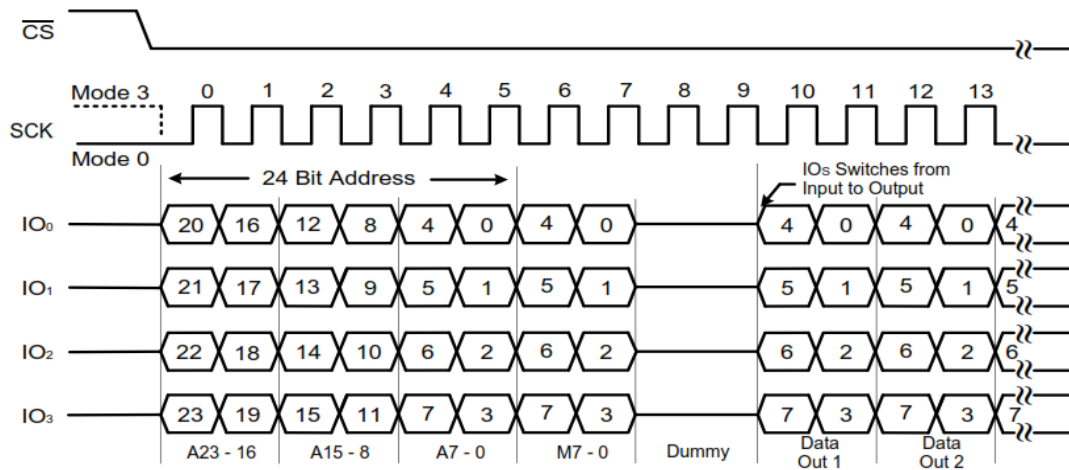 CS
Mode 3
0 1 2 3 4 5 6 7 8 9 10 11 12 13
SCK
Mode 0
24 Bit Address
IOs Switches from
Input to Output
IO0 20 16 12 8 4 0 4 0 4 0 4 0 4
IO1 21 17 13 9 5 1 5 1 5 1 5 1 5
IO2 22 18 14 10 6 2 6 2 6 2 6 2 6
IO3 23 19 15 11 7 3 7 3 7 3 7 3 7
A23 - 16 A15 - 8 A7 - 0 M7 - 0 Dummy Data Out 1 Data Out 2